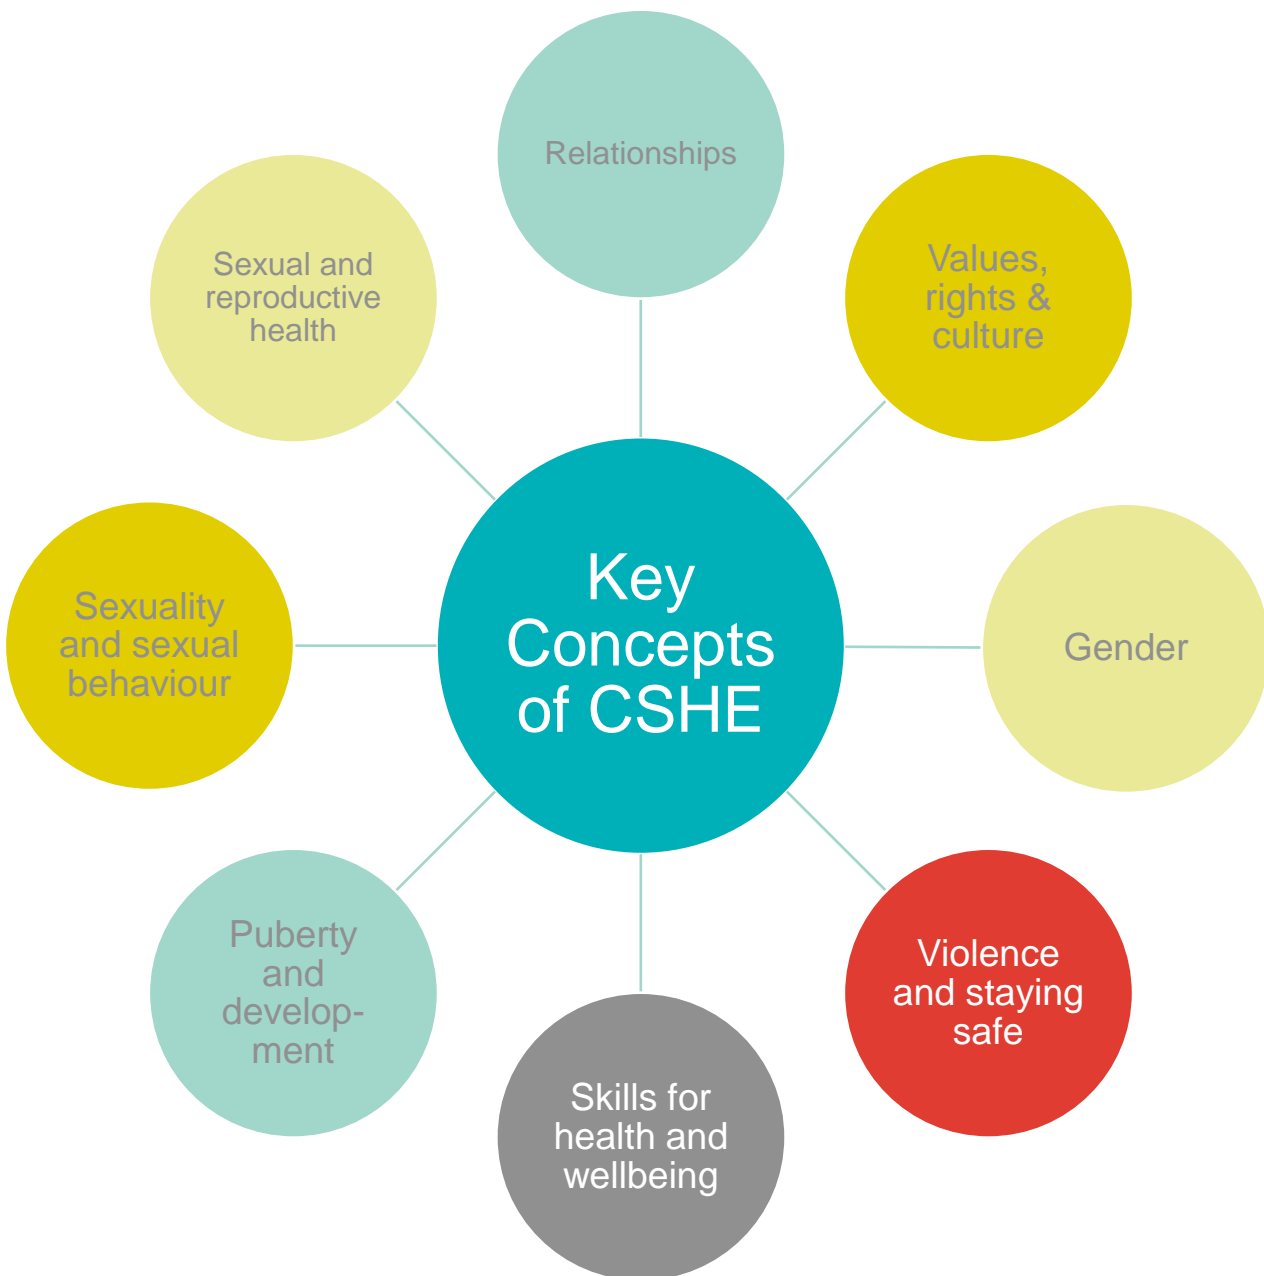 Relationships
Values,
rights &
culture
Gender
Violence
and staying
safe
Skills for
health and
wellbeing
Puberty
and
develop-
ment
Sexuality
and sexual
behaviour
Sexual and
reproductive
health
Key
Concepts
of CSHE